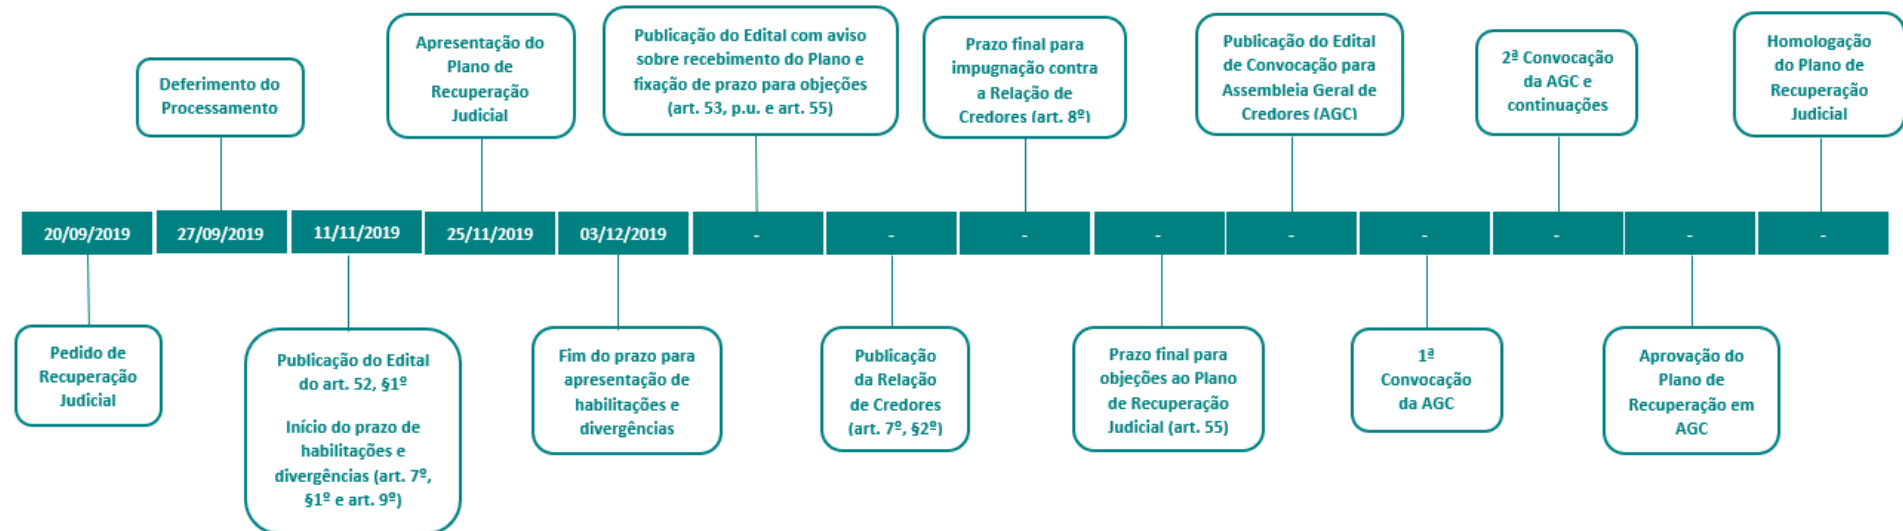 Deferimento do
Processamento
Apresentação do
Plano de
Recuperação
Judicial
Publicação do Edital com aviso
sobre recebimento do Plano e
fixação de prazo para objeções
(art. 53, p.u. e art. 55)
Prazo final para
impugnação contra
a Relação de
Credores (art. 8º)
Publicação do Edital
de Convocação para
Assembleia Geral de
Credores (AGC)
2ª Convocação
da AGC e
continuações
Homologação
do Plano de
Recuperação
Judicial
20/09/2019
27/09/2019
11/11/2019
25/11/2019
03/12/2019
-
-
-
-
-
-
-
-
-
Pedido de
Recuperação
Judicial
Publicação do Edital
do art. 52, §1º
Início do prazo de
habilitações e
divergências (art. 7º,
§1º e art. 9º)
Fim do prazo para
apresentação de
habilitações e
divergências
Publicação
da Relação
de Credores
(art. 7º, §2º)
Prazo final para
objeções ao Plano
de Recuperação
Judicial (art. 55)
1ª
Convocação
da AGC
Aprovação do
Plano de
Recuperação em
AGC